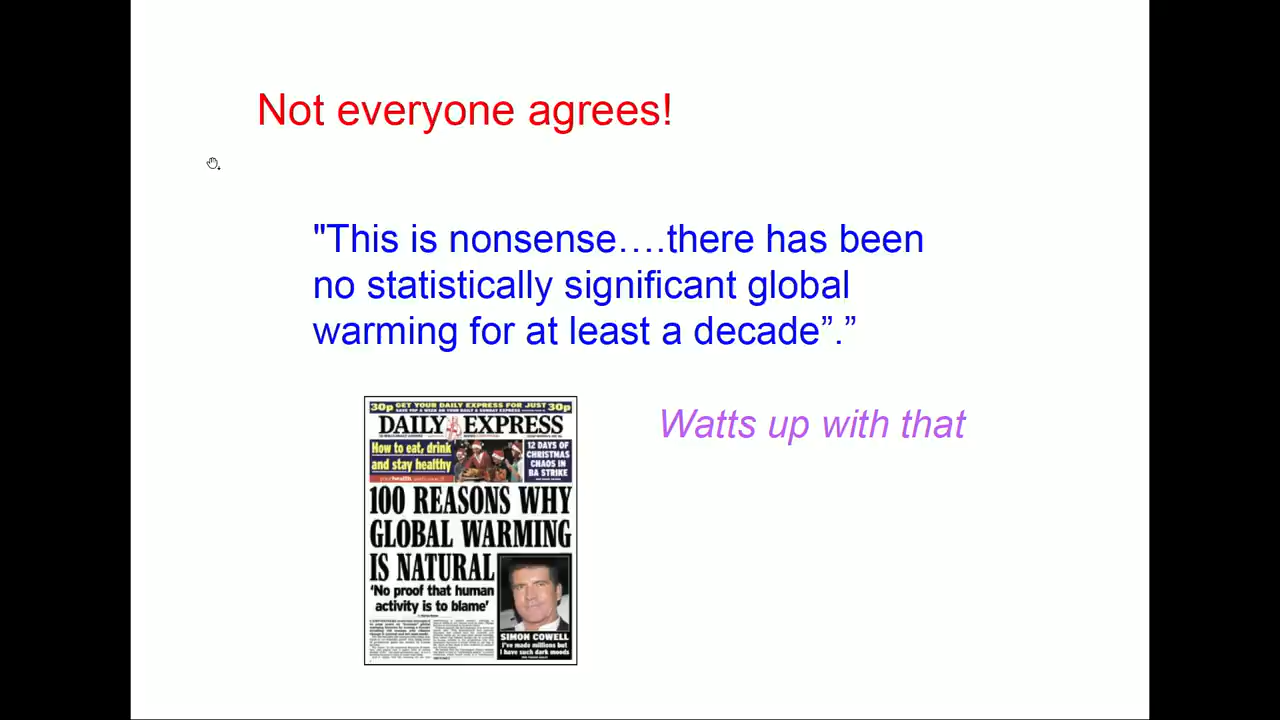 Not everyone agrees!
"This is nonsense….there has been
no statistically significant global
warming for at least a decade”.”
Watts up with that
30p GET YOUR DAILY EXPRESS FOR JUST 30p
DAILY EXPRESS
How to eat, drink
and stay healthy
12 DAYS OF
CHRISTMAS
CHAOS IN
BA STRIKE
100 REASONS WHY
GLOBAL WARMING
IS NATURAL
'No proof that human
activity is to blame'
SIMON COWELL
I've made millions but
I have such dark moods